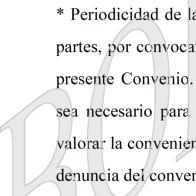 * Periodicidad de la
partes, por convoca
presente Convenio.
sea necesario para
valorar la convenien
denuncia del conven